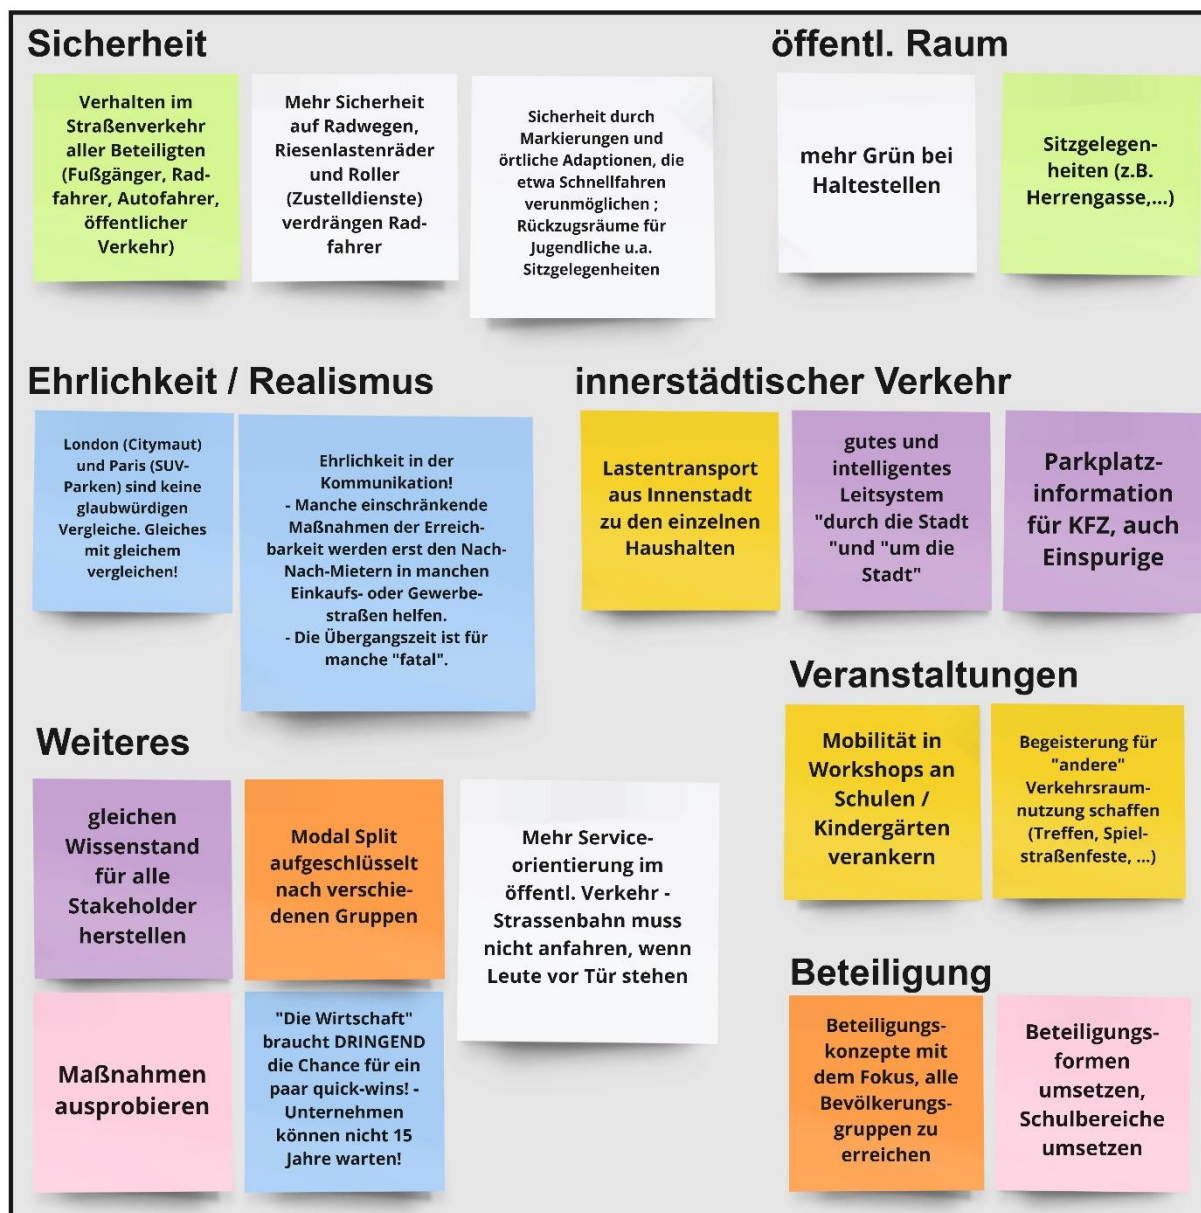 Sicherheit
Verhalten im
Straßenverkehr
aller Beteiligten
(Fußgänger, Rad-
fahrer, Autofahrer,
öffentlicher
Verkehr)
Mehr Sicherheit
auf Radwegen,
Riesenlastenräder
und Roller
(Zustelldienste)
verdrängen Rad-
fahrer
Sicherheit durch
Markierungen und
örtliche Adaptionen, die
etwa Schnellfahren
verunmöglichen ;
Rückzugsräume für
Jugendliche u.a.
Sitzgelegenheiten
öffentl. Raum
mehr Grün bei
Haltestellen
Sitzgelegen-
heiten (z.B.
Herrengasse,...)
Ehrlichkeit / Realismus
London (Citymaut)
und Paris (SUV-
Parken) sind keine
glaubwürdigen
Vergleiche. Gleiches
mit gleichem
vergleichen!
Ehrlichkeit in der
Kommunikation!
- Manche einschränkende
Maßnahmen der Erreich-
barkeit werden erst den Nach-
Nach-Mietern in manchen
Einkaufs- oder Gewerbe-
straßen helfen.
- Die Übergangszeit ist für
manche "fatal".
innerstädtischer Verkehr
Lastentransport
aus Innenstadt
zu den einzelnen
Haushalten
gutes und
intelligentes
Leitsystem
"durch die Stadt
"und "um die
Stadt"
Parkplatz-
information
für KFZ, auch
Einspurige
Veranstaltungen
Mobilität in
Workshops an
Schulen /
Kindergärten
verankern
Begeisterung für
"andere"
Verkehrsraum-
nutzung schaffen
(Treffen, Spiel-
straßenfeste, ...)
Weiteres
gleichen
Wissenstand
für alle
Stakeholder
herstellen
Modal Split
aufgeschlüsselt
nach verschie-
denen Gruppen
Mehr Service-
orientierung im
öffentl. Verkehr -
Strassenbahn muss
nicht anfahren, wenn
Leute vor Tür stehen
Maßnahmen
ausprobieren
"Die Wirtschaft"
braucht DRINGEND
die Chance für ein
paar quick-wins! -
Unternehmen
können nicht 15
Jahre warten!
Beteiligung
Beteiligungs-
konzepte mit
dem Fokus, alle
Bevölkerungs-
gruppen zu
erreichen
Beteiligungs-
formen
umsetzen,
Schulbereiche
umsetzen